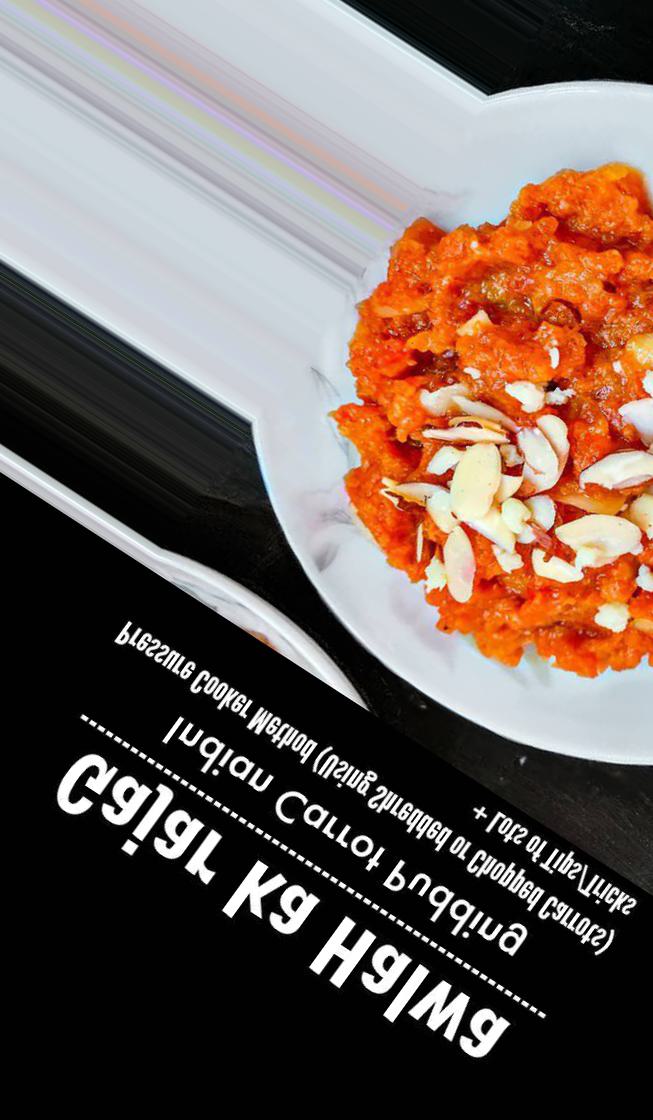 Gajar Ka Halwa
Indian Carrot Pudding
Pressure Cooker Method (Using Shredded or Chopped Carrots)
+ Lots of Tips/Tricks